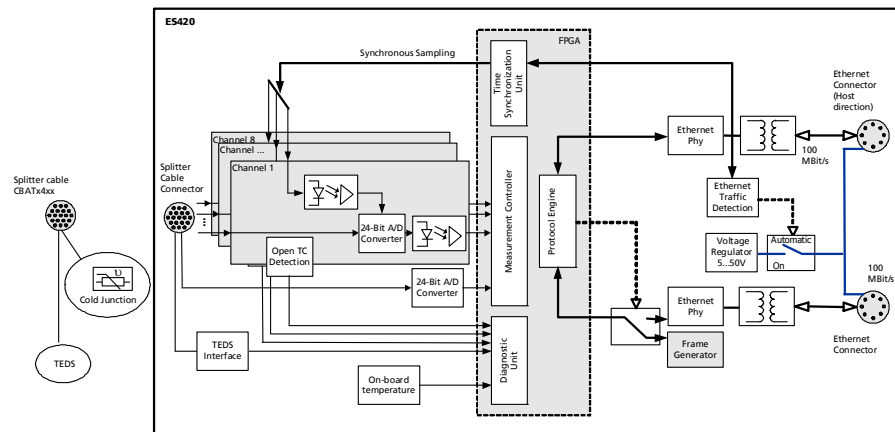 ES420
FPGA
Synchronous Sampling
Time
Synchronization
Unit
Ethernet
Connector
(Host
direction)
Ethernet
Phy
100
MBit/s
Channel 8
Channel ...
Channel 1
Splitter
Cable
Connector
Splitter cable
CBATx4xx
...
24-Bit A/D
Converter
Measurement Controller
Protocol Engine
Ethernet
Traffic
Detection
Open TC
Detection
Voltage
Regulator
5...50V
Automatic
On
24-Bit A/D
Converter
100
MBit/s
υ
Cold Junction
Ethernet
Phy
Frame
Generator
Ethernet
Connector
TEDS
TEDS
Interface
Diagnostic
Unit
On-board
temperature